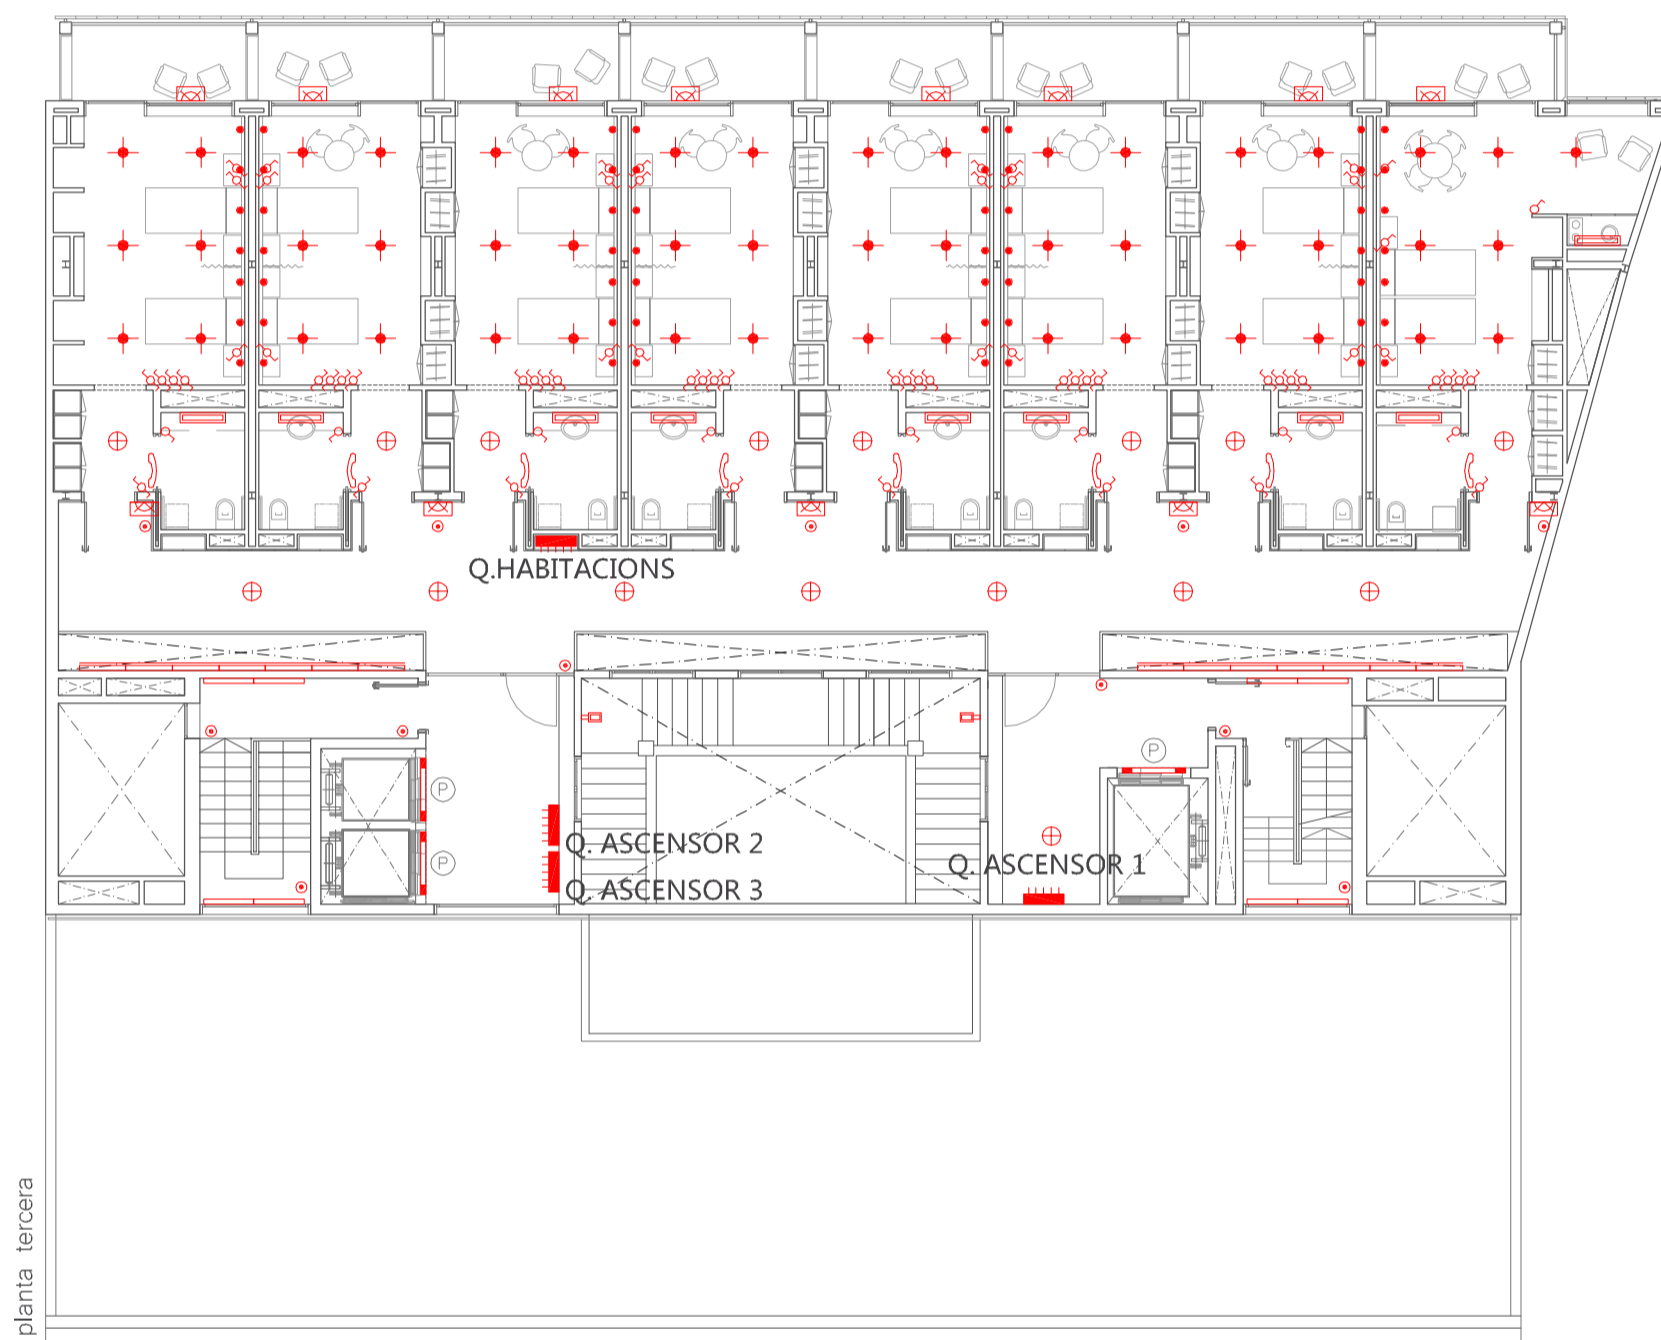 Q.HABITACIONS
P
P
Q. ASCENSOR 2
P
Q. ASCENSOR 1
Q. ASCENSOR 3
planta tercera